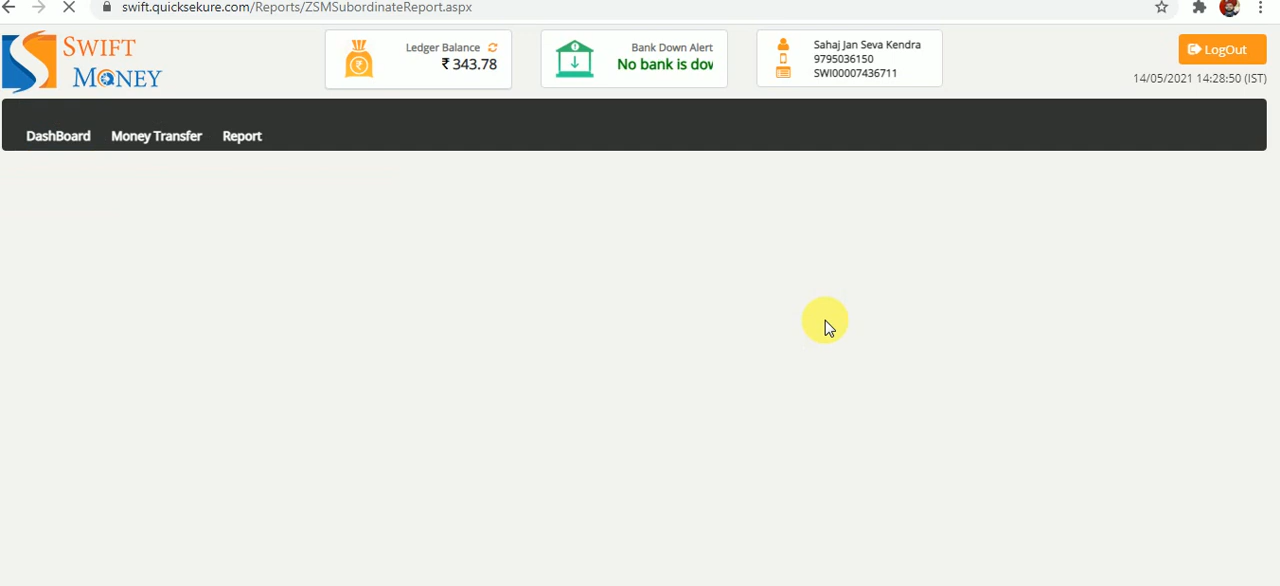 swift.quicksekure.com/Reports/ZSMSubordinateReport.aspx
SWIFT
MONEY
Ledger Balance
₹ 343.78
Bank Down Alert
No bank is dov
Sahaj Jan Seva Kendra
9795036150
SWI00007436711
LogOut
14/05/2021 14:28:50 (IST)
DashBoard Money Transfer Report